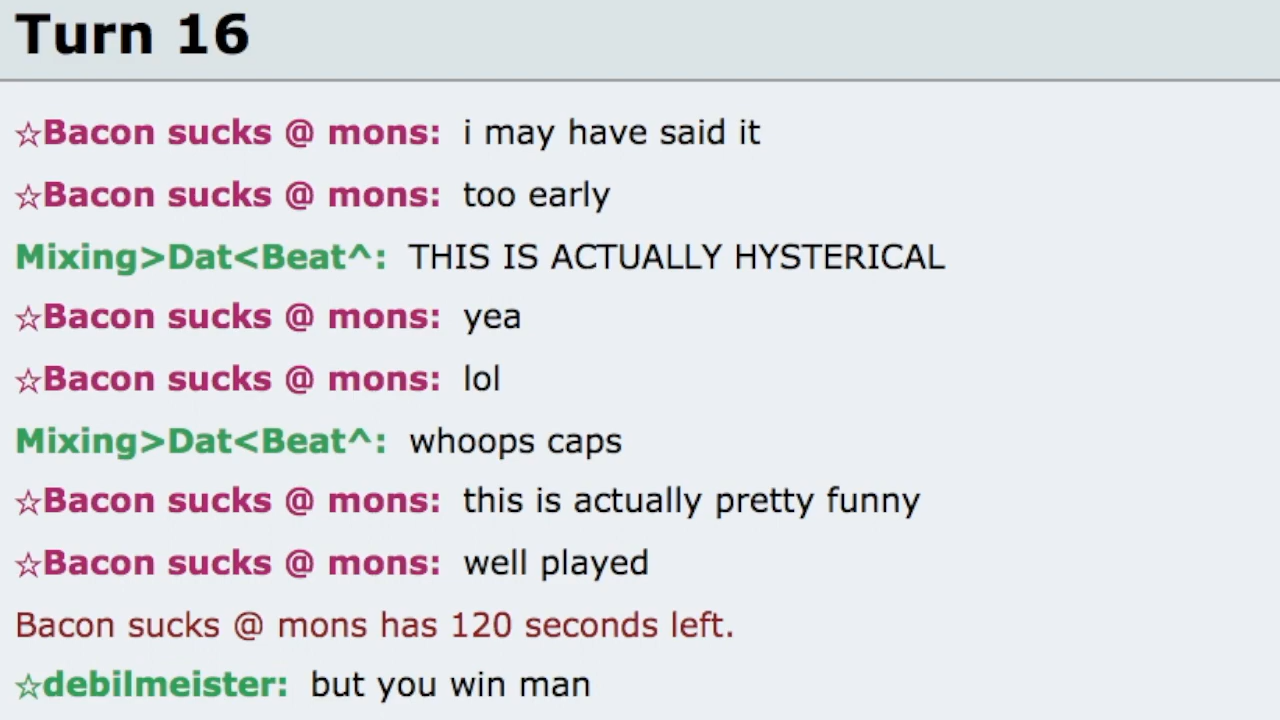 Turn 16
☆Bacon sucks @ mons: i may have said it
☆Bacon sucks @ mons: too early
Mixing>Dat<Beat^: THIS IS ACTUALLY HYSTERICAL
☆Bacon sucks @ mons: yea
☆Bacon sucks @ mons: lol
Mixing>Dat<Beat^: whoops caps
☆Bacon sucks @ mons: this is actually pretty funny
☆Bacon sucks @ mons: well played
Bacon sucks @ mons has 120 seconds left.
☆debilmeister: but you win man